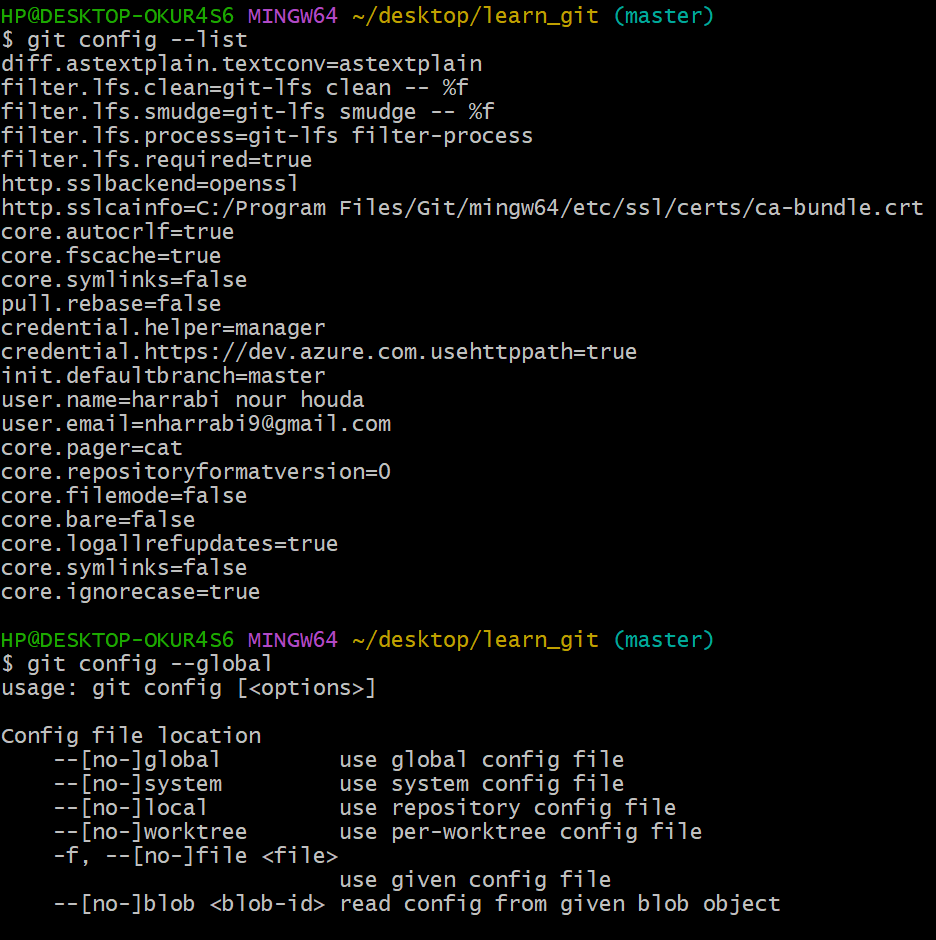 HP@DESKTOP-OKUR4S6 MINGW64 ~/desktop/learn_git (master)
$ git config --list
diff.astextplain.textconv=astextplain
filter.lfs.clean=git-lfs clean -- %f
filter.lfs.smudge=git-lfs smudge -- %f
filter.lfs.process=git-lfs filter-process
filter.lfs.required=true
http.sslbackend=openssl
http.sslcainfo=C:/Program Files/Git/mingw64/etc/ssl/certs/ca-bundle.crt
core.autocrlf=true
core.fscache=true
core.symlinks=false
pull.rebase=false
credential.helper=manager
credential.https://dev.azure.com.usehttppath=true
init.defaultbranch=master
user.name=harrabi nour houda
user.email=nharrabi9@gmail.com
core.pager=cat
core.repositoryformatversion=0
core.filemode=false
core.bare=false
core.logallrefupdates=true
core.symlinks=false
core.ignorecase=true

HP@DESKTOP-OKUR4S6 MINGW64 ~/desktop/learn_git (master)
$ git config --global
usage: git config [<options>]

Config file location
    --[no-]global         use global config file
    --[no-]system         use system config file
    --[no-]local          use repository config file
    --[no-]worktree       use per-worktree config file
    -f, --[no-]file <file>
                          use given config file
    --[no-]blob <blob-id> read config from given blob object